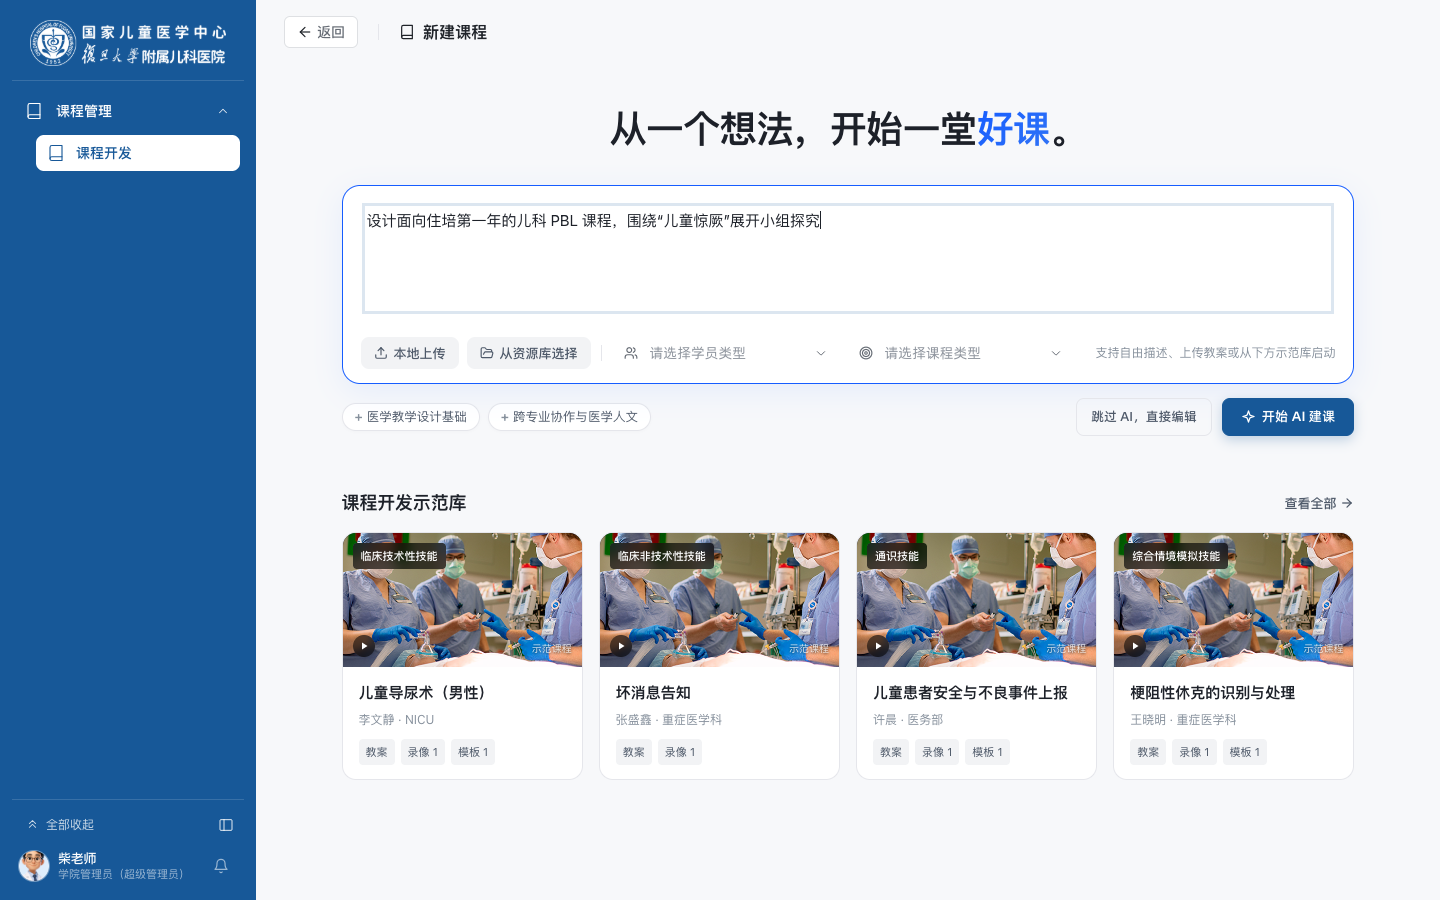 国家儿童医学中心
復旦大学附属儿科医院
课程管理
课程开发
全部收起
柴老师
学院管理员（超级管理员）
返回
新建课程
从一个想法，开始一堂好课。
设计面向住培第一年的儿科 PBL 课程，围绕“儿童惊厥”展开小组探究
本地上传
从资源库选择
请选择学员类型
请选择课程类型
支持自由描述、上传教案或从下方示范库启动
+ 医学教学设计基础
+ 跨专业协作与医学人文
跳过 AI，直接编辑
开始 AI 建课
课程开发示范库
查看全部
临床技术性技能
示范课程
儿童导尿术（男性）
李文静 · NICU
教案 录像 1 模板 1
临床非技术性技能
示范课程
坏消息告知
张盛鑫 · 重症医学科
教案 录像 1
通识技能
示范课程
儿童患者安全与不良事件上报
许晨 · 医务部
教案 录像 1 模板 1
综合情境模拟技能
示范课程
梗阻性休克的识别与处理
王晓明 · 重症医学科
教案 录像 1 模板 1